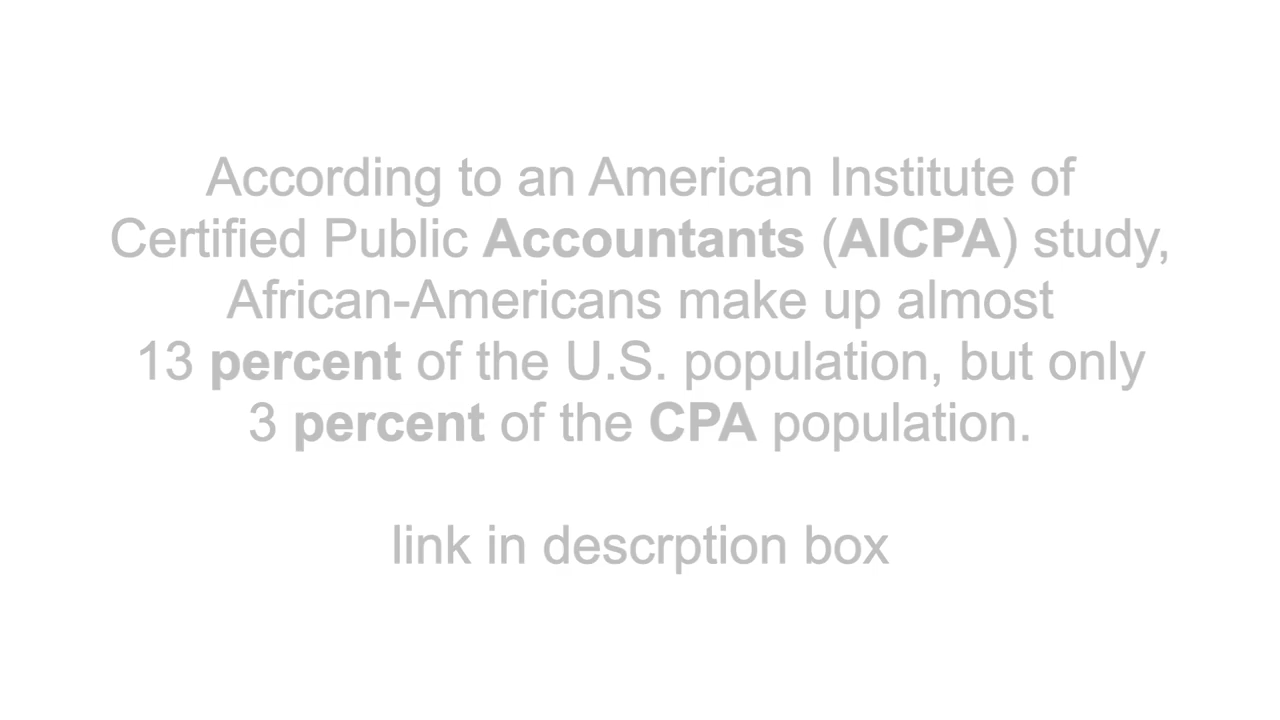 According to an American Institute of
Certified Public Accountants (AICPA) study,
African-Americans make up almost
13 percent of the U.S. population, but only
3 percent of the CPA population.
link in descrption box